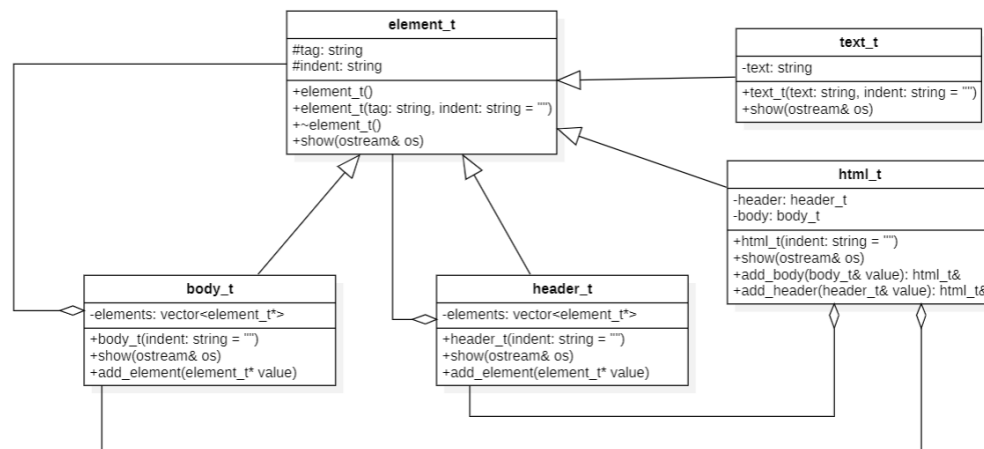 element_t
#tag: string
#indent: string
+element_t()
+element_t(tag: string, indent: string = "")
+~element_t()
+show(ostream& os)
text_t
-text: string
+text_t(text: string, indent: string = "")
+show(ostream& os)
html_t
-header: header_t
-body: body_t
+html_t(indent: string = "")
+show(ostream& os)
+add_body(body_t& value): html_t&
+add_header(header_t& value): html_t&
body_t
-elements: vector<element_t*>
+body_t(indent: string = "")
+show(ostream& os)
+add_element(element_t* value)
header_t
-elements: vector<element_t*>
+header_t(indent: string = "")
+show(ostream& os)
+add_element(element_t* value)